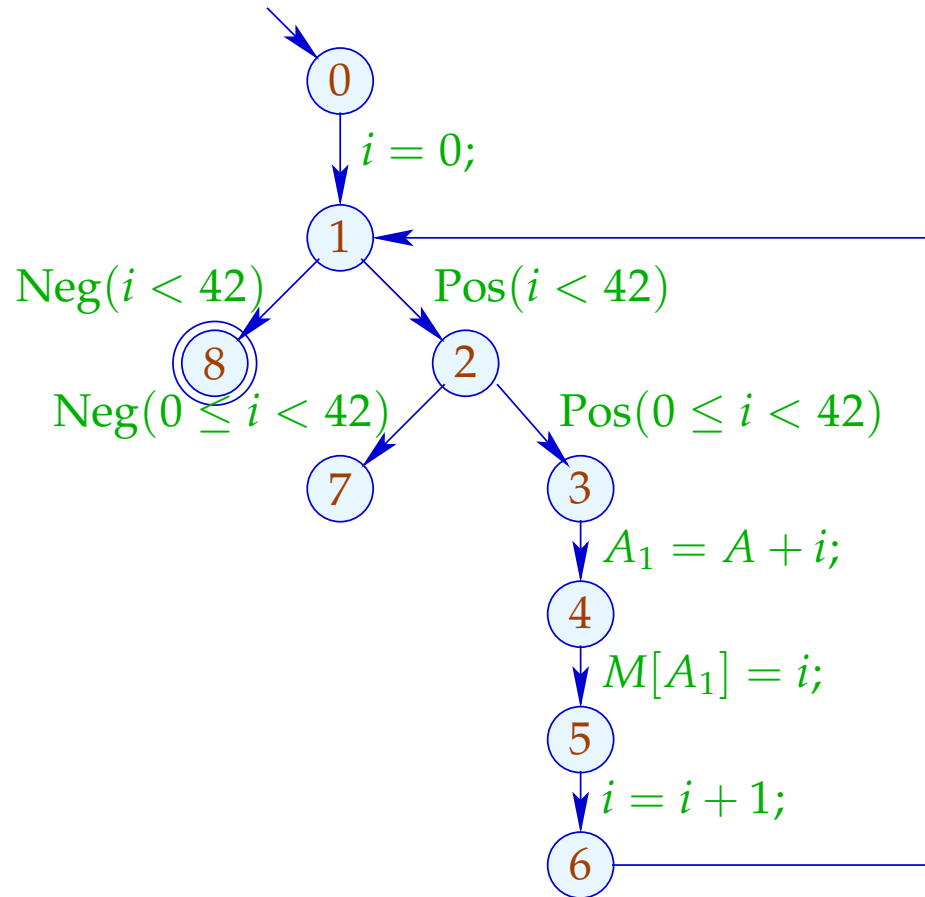 0
i = 0;
1
Neg(i < 42) Pos(i < 42)
8 2
Neg(0 ≤ i < 42) Pos(0 ≤ i < 42)
7 3
A₁ = A + i;
4
M[A₁] = i;
5
i = i + 1;
6